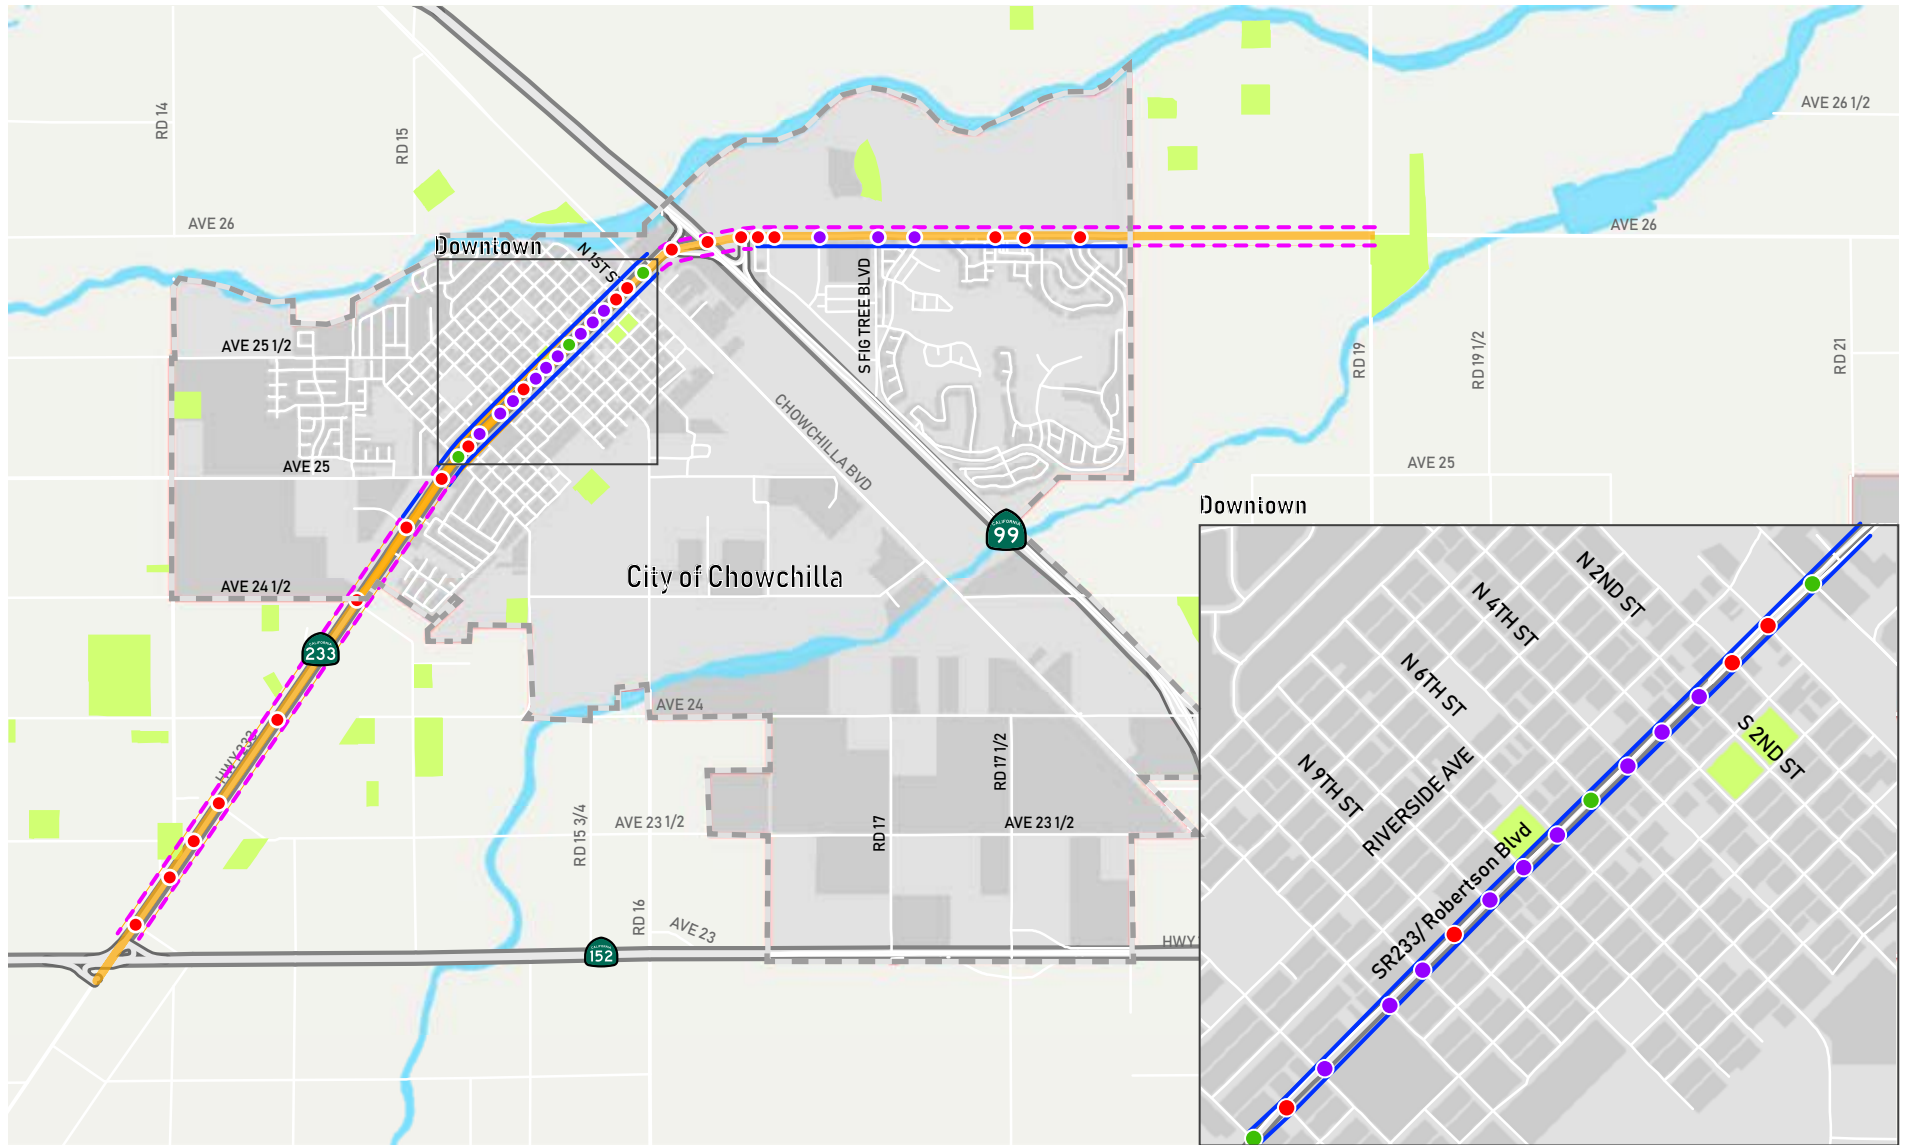 AVE 26 1/2
RD 14
RD 15
AVE 26
AVE 26
Downtown
N 1ST S
S FIG TREE BLVD
AVE 25 1/2
RD 19
RD 19 1/2
RD 21
CHOWCHILLA BVD
AVE 25
AVE 25
Downtown
CALIFORNIA
99
City of Chowchilla
AVE 24 1/2
CALIFORNIA
233
N 2ND ST
N 4TH ST
N 6TH ST
AVE 24
S 2ND ST
HWY 233
RD 17 1/2
N 9TH ST
RIVERSIDE AVE
RD 15 3/4
AVE 23 1/2
RD 17
AVE 23 1/2
SR233/ Robertson Blvd
RD 16
AVE 23
CALIFORNIA
152
HWY